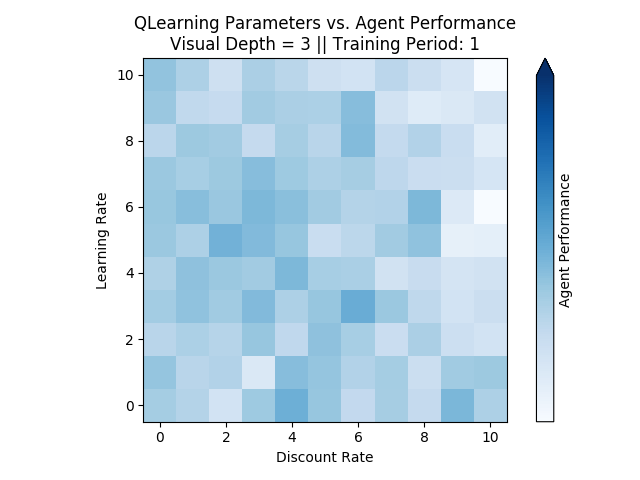 QLearning Parameters vs. Agent Performance
Visual Depth = 3 || Training Period: 1
10
8
6
4
2
0
Learning Rate
0 2 4 6 8 10
Discount Rate
Agent Performance